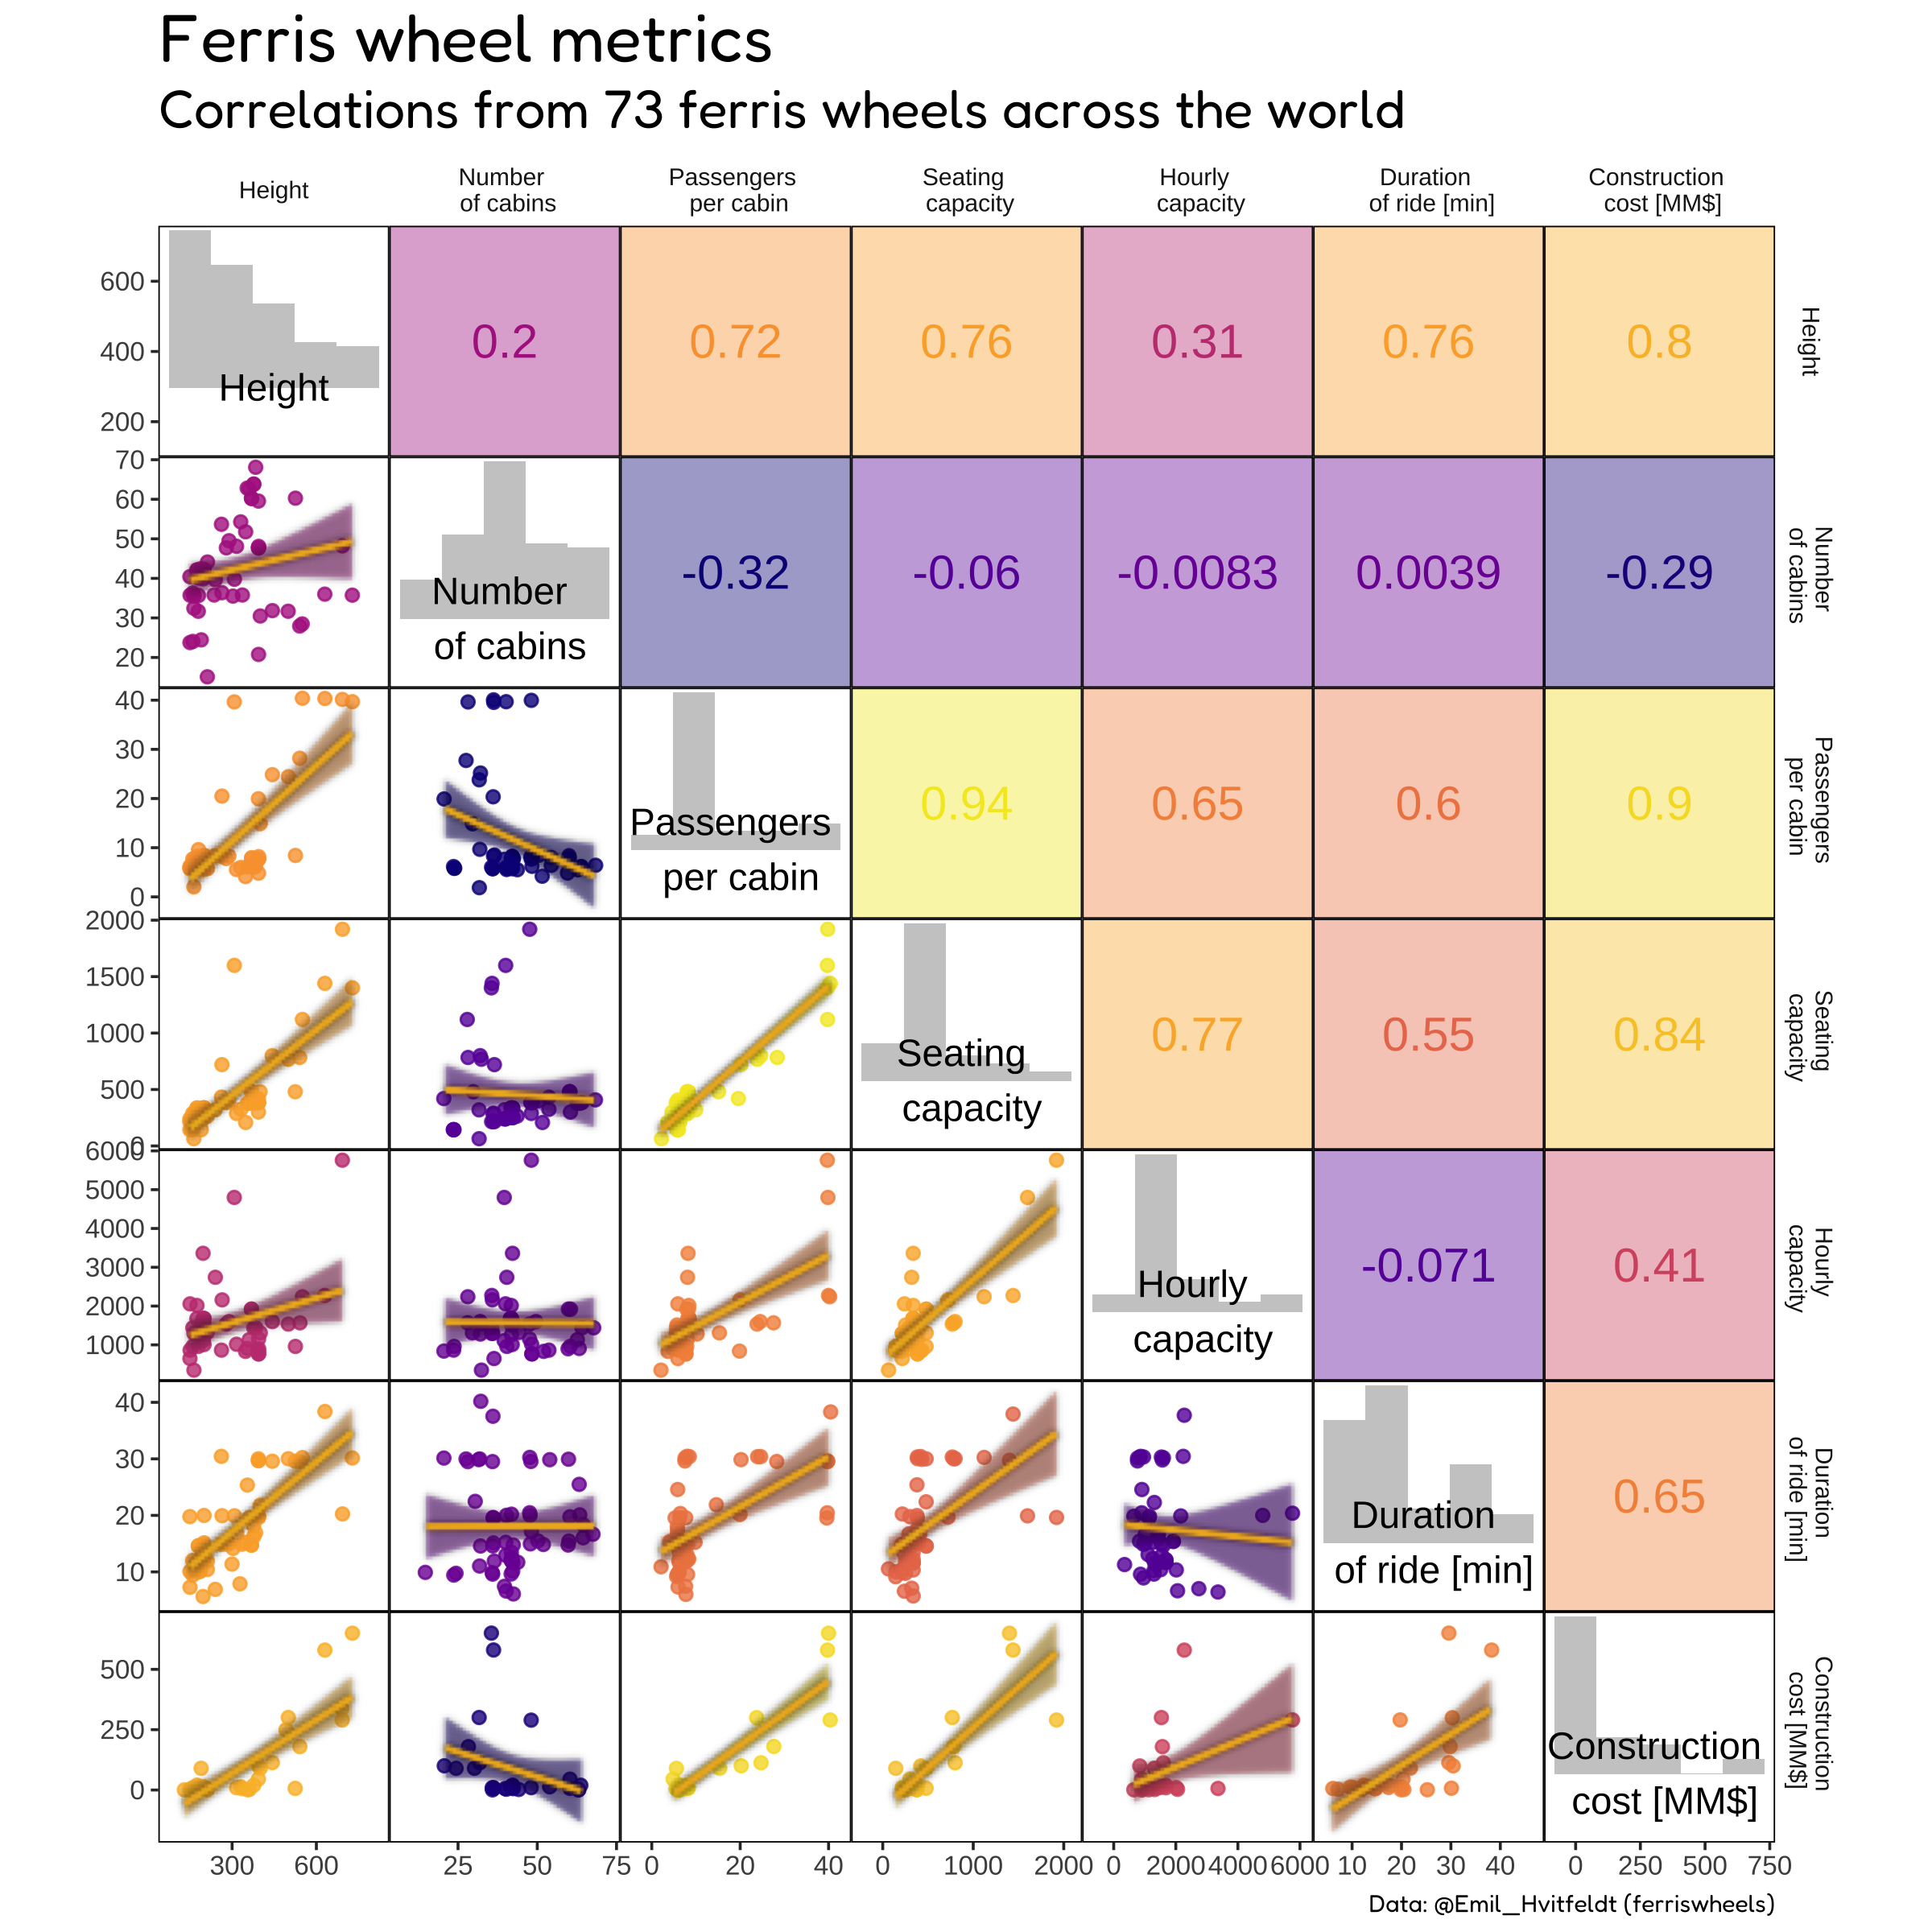 Ferris wheel metrics
Correlations from 73 ferris wheels across the world
Height
Number
of cabins
Passengers
per cabin
Seating
capacity
Hourly
capacity
Duration
of ride [min]
Construction
cost [MM$]
600
400
200
Height
0.2
0.72
0.76
0.31
0.76
0.8
Height
70
60
50
40
30
20
Number
of cabins
-0.32
-0.06
-0.0083
0.0039
-0.29
Number
of cabins
40
30
20
10
0
Passengers
per cabin
0.94
0.65
0.6
0.9
Passengers
per cabin
2000
1500
1000
500
0
Seating
capacity
0.77
0.55
0.84
Seating
capacity
6000
5000
4000
3000
2000
1000
Hourly
capacity
-0.071
0.41
Hourly
capacity
40
30
20
10
Duration
of ride [min]
0.65
Duration
of ride [min]
500
250
0
Construction
cost [MM$]
Construction
cost [MM$]
300 600 25 50 75 0 20 40 0 1000 2000 0 2000 4000 6000 10 20 30 40 0 250 500 750
Data: @Emil_Hvitfeldt (ferriswheels)